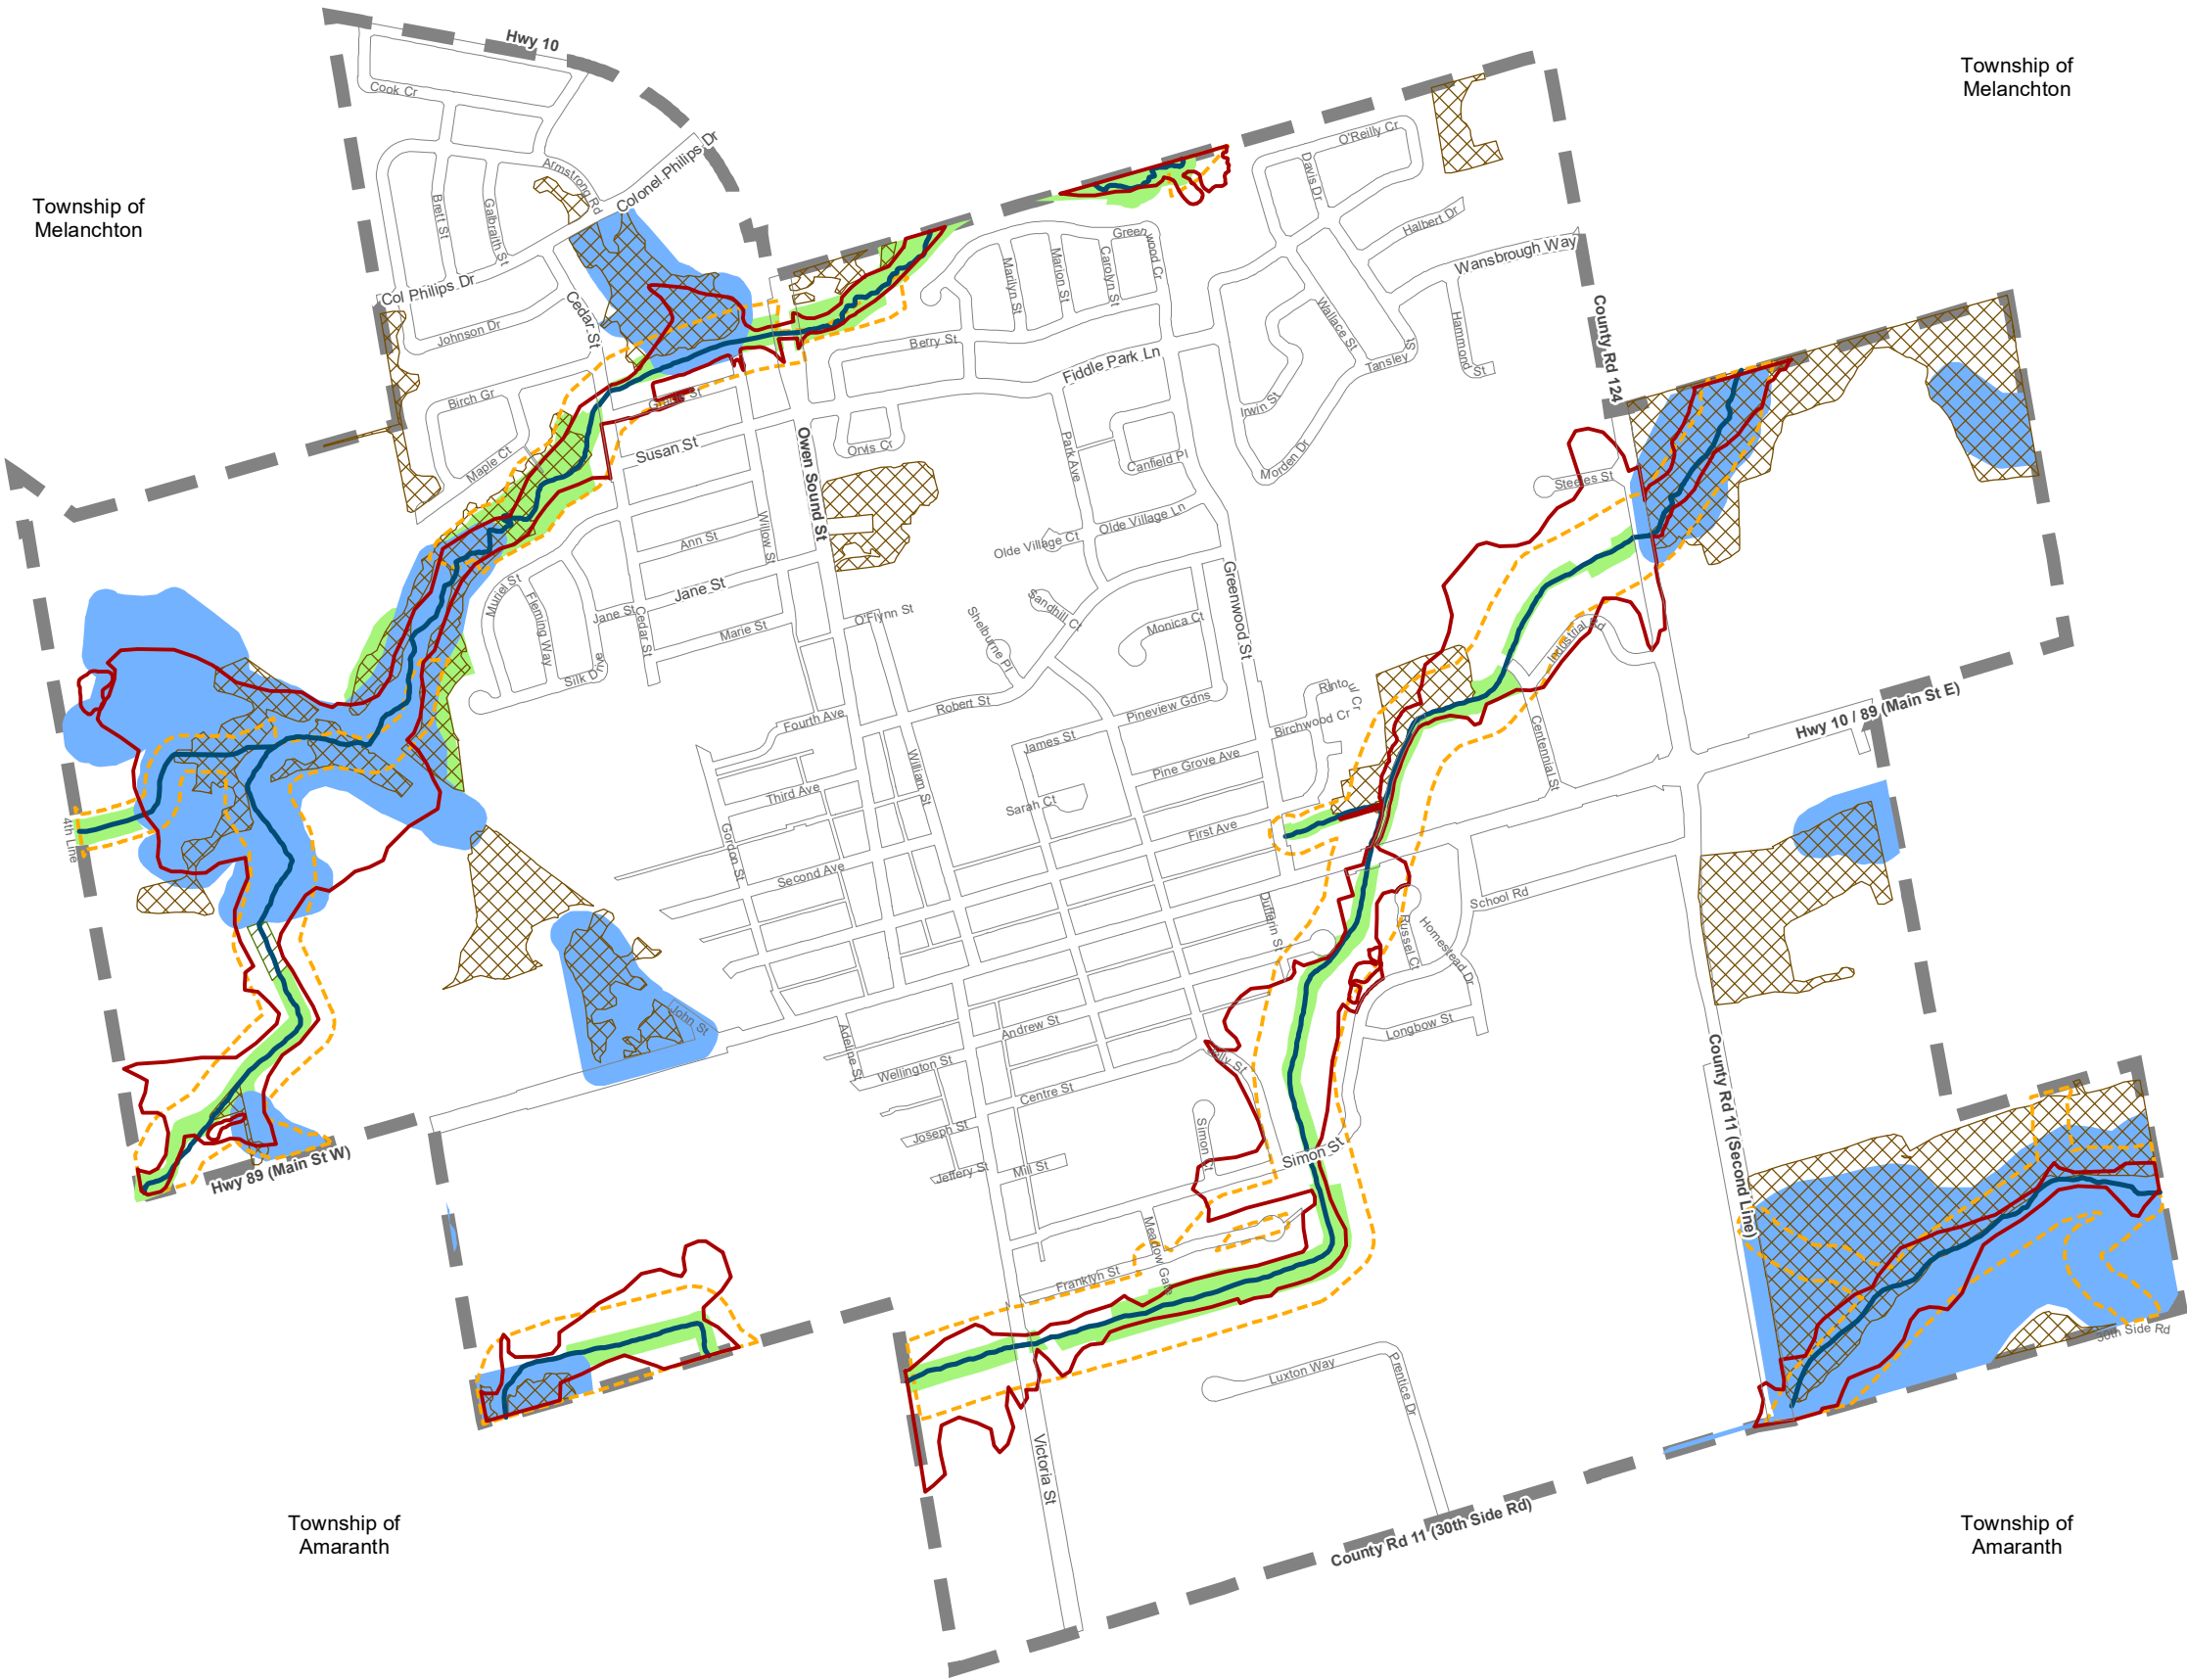 Hwy 10
Township of
Melanchton
Cook Cr
O'Reilly Cr
Armstrong Rd
Colonel Philips Dr
Davis Dr
Township of
Melanchton
Brett St
Galbraith St
Halbert Dr
Green
wood Cr
Wansbrough Way
Marilyn St
Marion St
Carolyn St
Col Philips Dr
Cedar St
Johnson Dr
County Rd 124
Wallace St
Hammond St
Berry St
Fiddle Park Ln
Tansley
St
Birch Gr
Irwin St
Susan St
Orvis Cr
Owen Sound St
Park Ave
Canfield Pl
Morden Dr
Maple Ct
Steeles St
Willow St
Ann St
Olde Village Ln
Olde Village Ct
Muriel St
Fleming Way
Jane St
Jane St
Cedar St
Marie St
O'Flynn St
Shelburne Pl
Sandhill Ct
Monica Ct
Greenwood St
Industrial Rd
Silk Drive
Robert St
Pineview Gdns
Rinto
ul Cr
Birchwood Cr
Fourth Ave
James St
Pine Grove Ave
Centennial St
Hwy 10 / 89 (Main St E)
William St
Third Ave
Sarah Ct
First Ave
4th Line
Gordon St
Second Ave
Dufferin St
School Rd
Russel Ct
Homestead Dr
John St
Adeline St
Andrew St
Longbow St
Wellington St
Centre St
County Rd 11 (Second Line)
Joseph St
Simon Ct
Simon St
Jeffery St
Mill St
Hwy 89 (Main St W)
Meadow Gate
Franklyn St
30th Side Rd
Luxton Way
Prentice Dr
Victoria St
County Rd 11 (30th Side Rd)
Township of
Amaranth
Township of
Amaranth